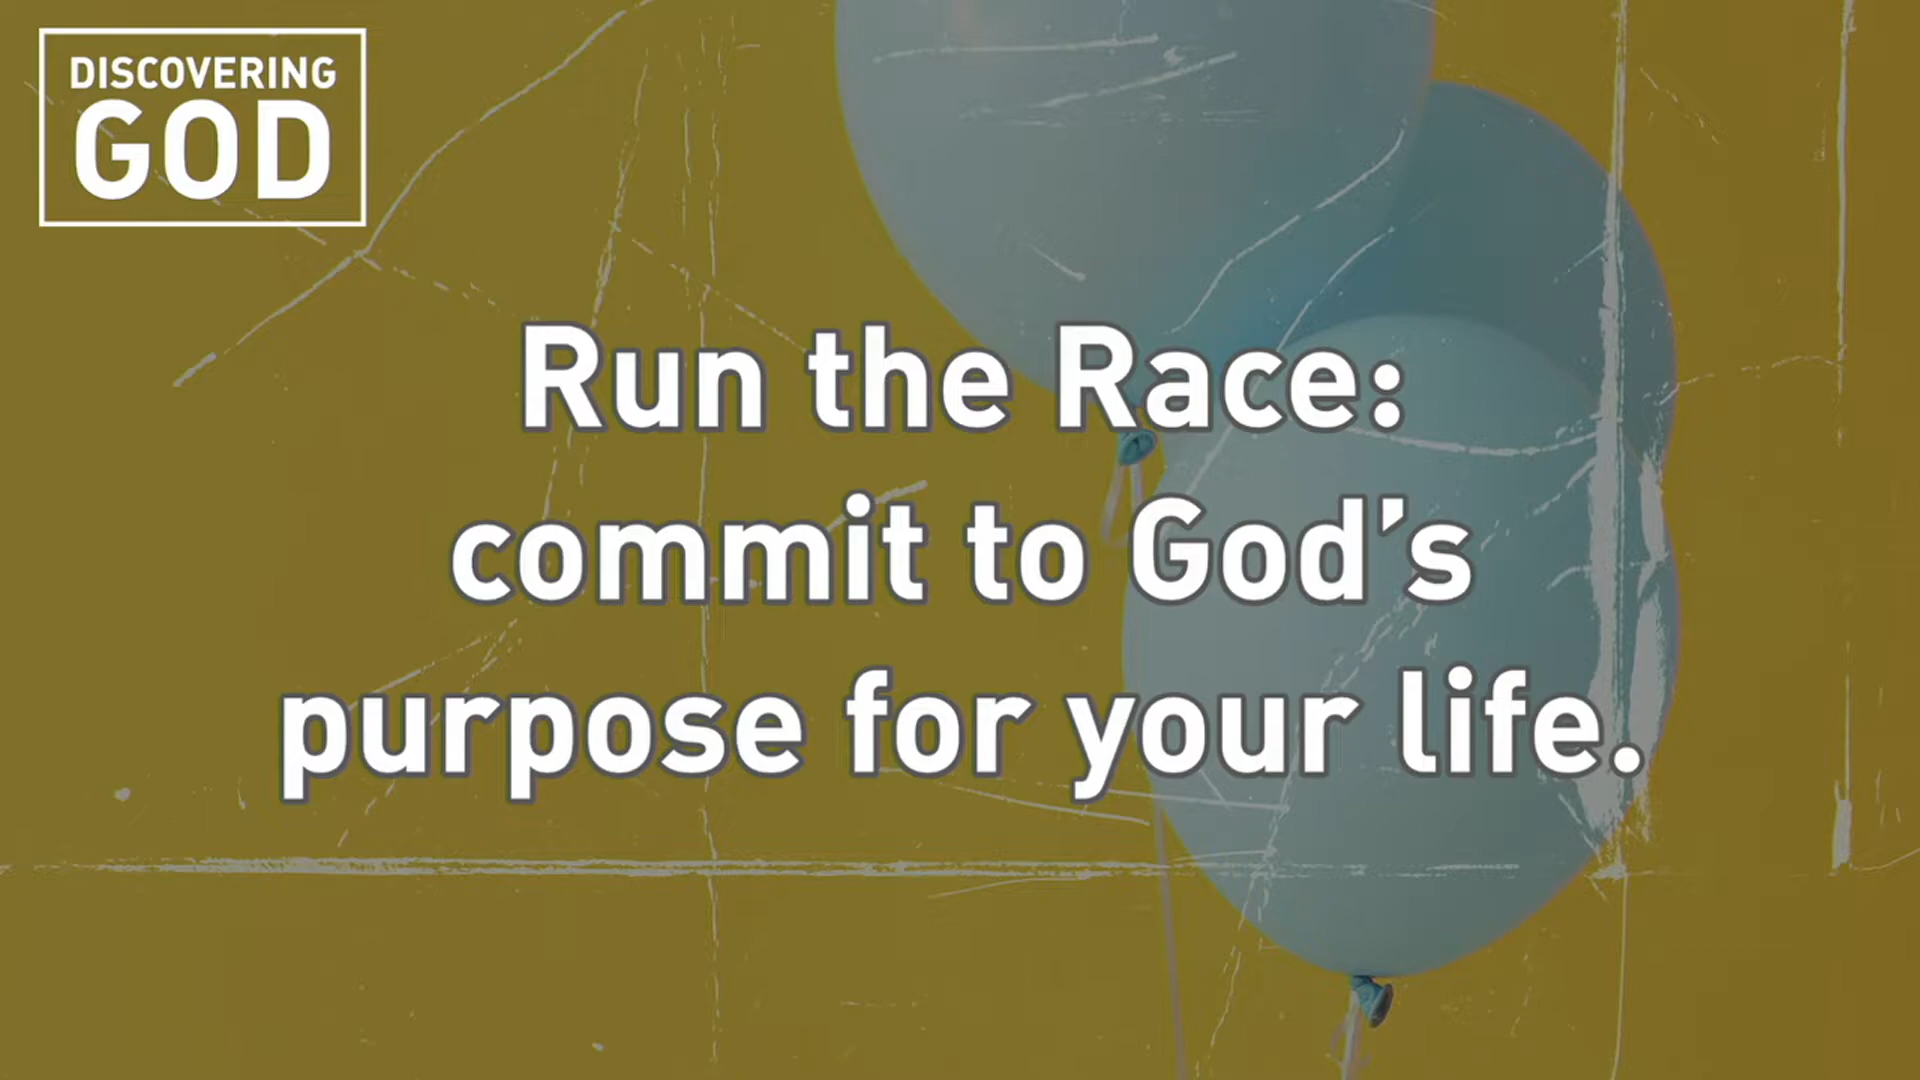 DISCOVERING
GOD
Run the Race:
commit to God’s
purpose for your life.